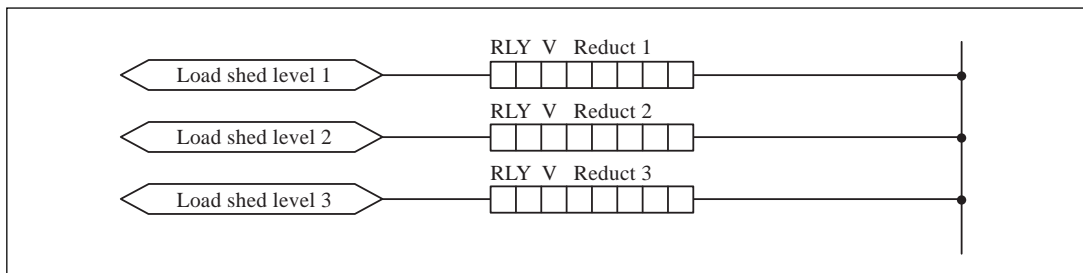 RLY V Reduct 1
Load shed level 1
RLY V Reduct 2
Load shed level 2
RLY V Reduct 3
Load shed level 3